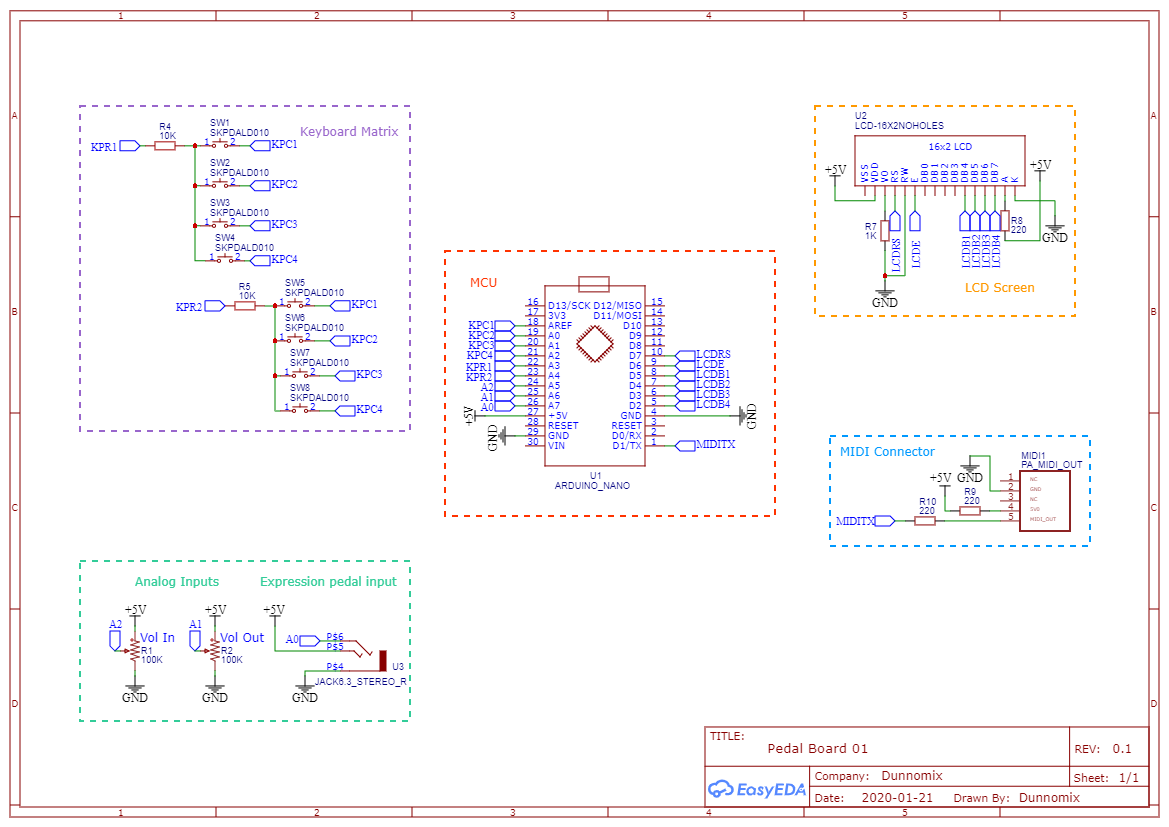 1 2 3 4 5
A
B
C
D
A
B
C
D
1 2 3 4 5
Keyboard Matrix
KPR1
R4
10K
SW1
SKPDALD010
1 2
KPC1
SW2
SKPDALD010
1 2
KPC2
SW3
SKPDALD010
1 2
KPC3
SW4
SKPDALD010
1 2
KPC4
KPR2
R5
10K
SW5
SKPDALD010
1 2
KPC1
SW6
SKPDALD010
1 2
KPC2
SW7
SKPDALD010
1 2
KPC3
SW8
SKPDALD010
1 2
KPC4
MCU
16 D13/SCK D12/MISO 15
17 3V3 D11/MOSI 14
KPC1 18 AREF D10 13
KPC2 19 A0 D9 12
KPC3 20 A1 D8 11
KPC4 21 A2 D7 10 LCDRS
KPR1 22 A3 D6 9 LCDE
KPR2 23 A4 D5 8 LCDB1
A2 24 A5 D4 7 LCDB2
A1 25 A6 D3 6 LCDB3
A0 26 A7 D2 5 LCDB4
+5V 27 +5V GND 4 GND
28 RESET RESET 3
GND 29 GND D0/RX 2
30 VIN D1/TX 1 MIDITX
U1
ARDUINO_NANO
U2
LCD-16X2NOHOLES
16x2 LCD
VSS VDD VO RS RW E DB0 DB1 DB2 DB3 DB4 DB5 DB6 DB7 A K
+5V
+5V
R7
1K
LCDRS
LCDE
LCDB1
LCDB2
LCDB3
LCDB4
R8
220
GND
GND
LCD Screen
MIDI Connector
MIDI1
PA_MIDI_OUT
GND
+5V
R9
220
R10
220
MIDITX
1 NC
2 GND
3 NC
4 5V0
5 MIDI_OUT
Analog Inputs
+5V
A2
Vol In
R1
100K
GND
+5V
A1
Vol Out
R2
100K
GND
Expression pedal input
+5V
A0
P$6
P$5
P$4
U3
JACK6.3_STEREO_R
GND
TITLE:
Pedal Board 01
REV: 0.1
EasyEDA
Company: Dunnomix
Sheet: 1/1
Date: 2020-01-21 Drawn By: Dunnomix